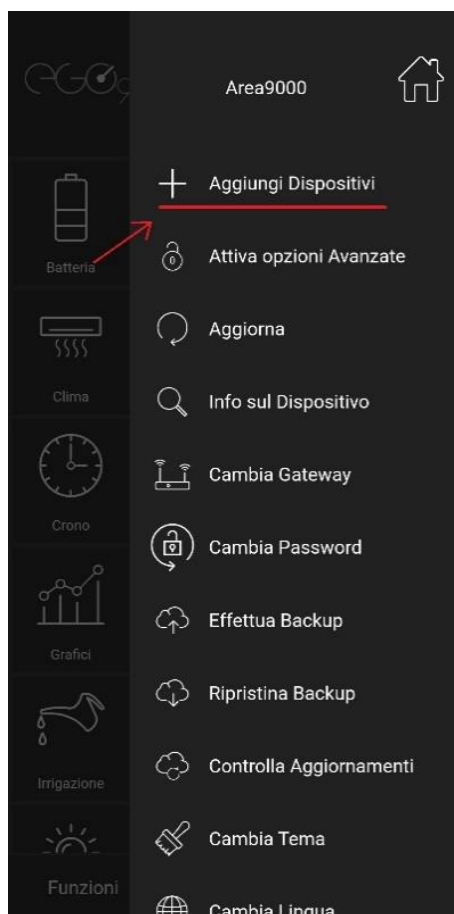 Area9000
Aggiungi Dispositivi
Attiva opzioni Avanzate
Aggiorna
Info sul Dispositivo
Cambia Gateway
Cambia Password
Effettua Backup
Ripristina Backup
Controlla Aggiornamenti
Cambia Tema
Cambia Lingua
Batteria
Clima
Crono
Grafici
Irrigazione
Funzioni